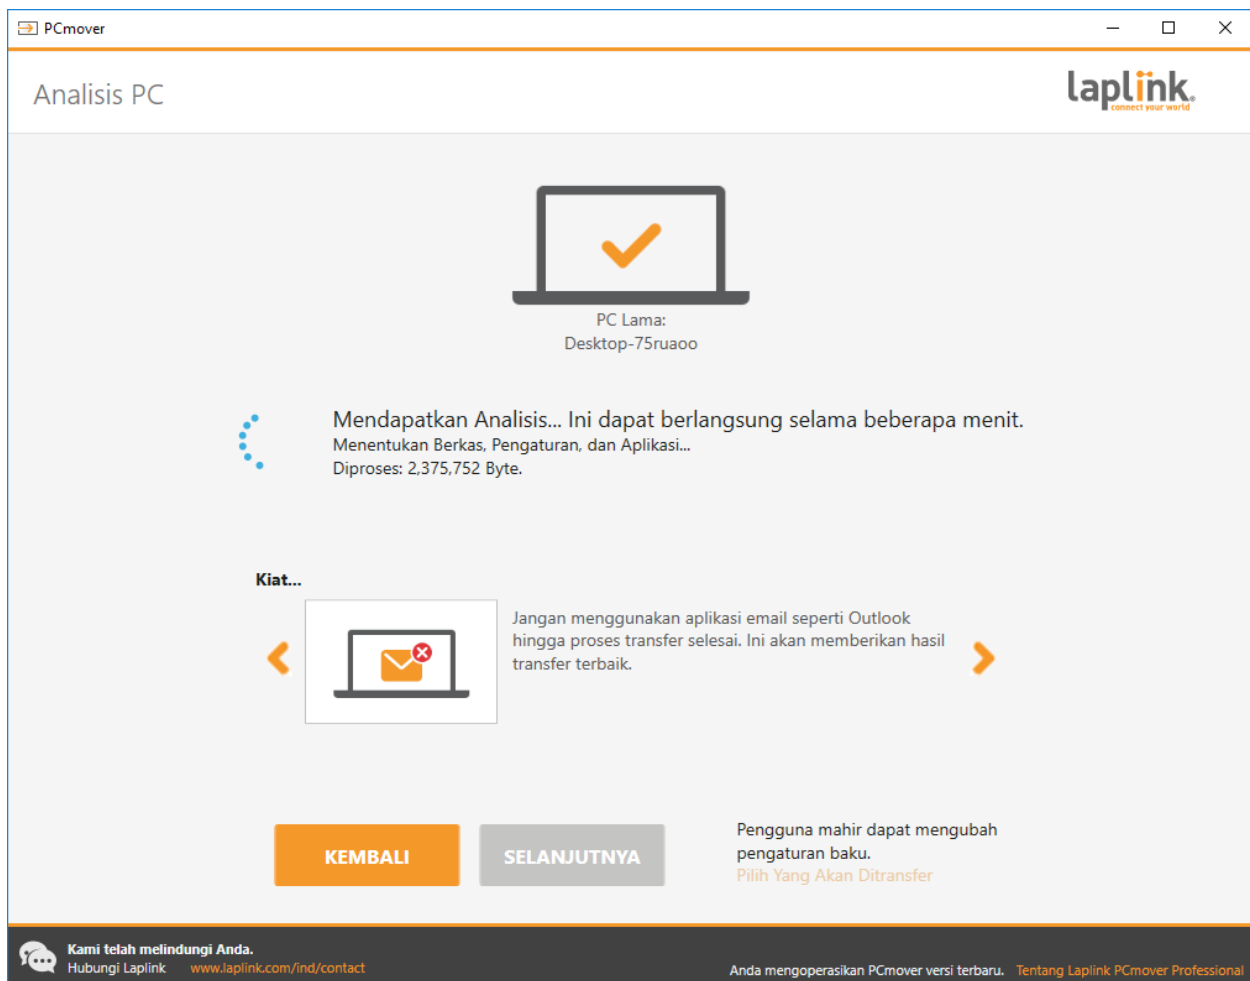 PCmover
Analisis PC
laplink.
connect your world
PC Lama:
Desktop-75ruaoo
Mendapatkan Analisis... Ini dapat berlangsung selama beberapa menit.
Menentukan Berkas, Pengaturan, dan Aplikasi...
Diproses: 2,375,752 Byte.
Kiat...
Jangan menggunakan aplikasi email seperti Outlook
hingga proses transfer selesai. Ini akan memberikan hasil
transfer terbaik.
KEMBALI
SELANJUTNYA
Pengguna mahir dapat mengubah
pengaturan baku.
Pilih Yang Akan Ditransfer
Kami telah melindungi Anda.
Hubungi Laplink www.laplink.com/ind/contact
Anda mengoperasikan PCmover versi terbaru. Tentang Laplink PCmover Professional